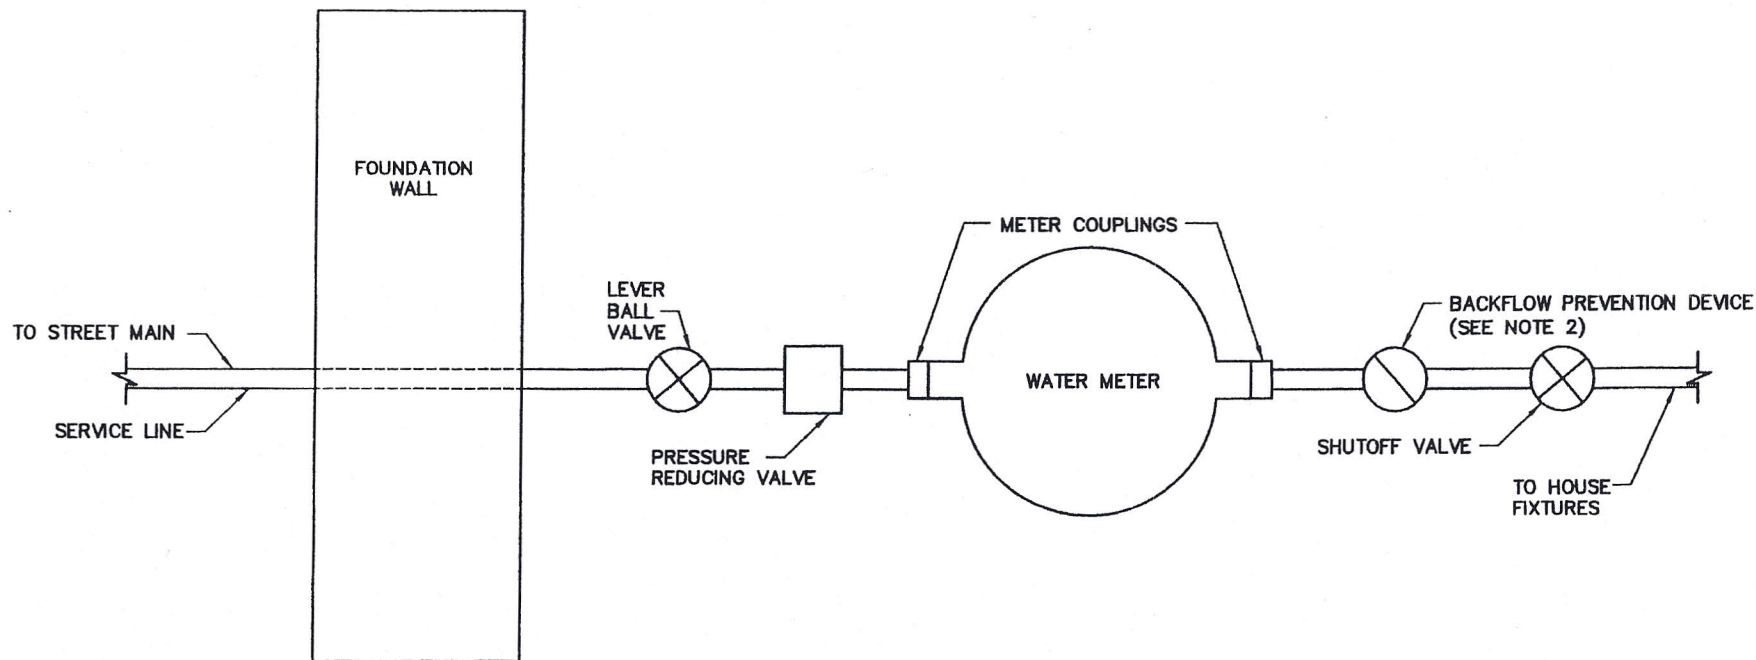 FOUNDATION
WALL
METER COUPLINGS
LEVER
BALL
VALVE
TO STREET MAIN
BACKFLOW PREVENTION DEVICE
(SEE NOTE 2)
WATER METER
SERVICE LINE
PRESSURE
REDUCING VALVE
SHUTOFF VALVE
TO HOUSE
FIXTURES